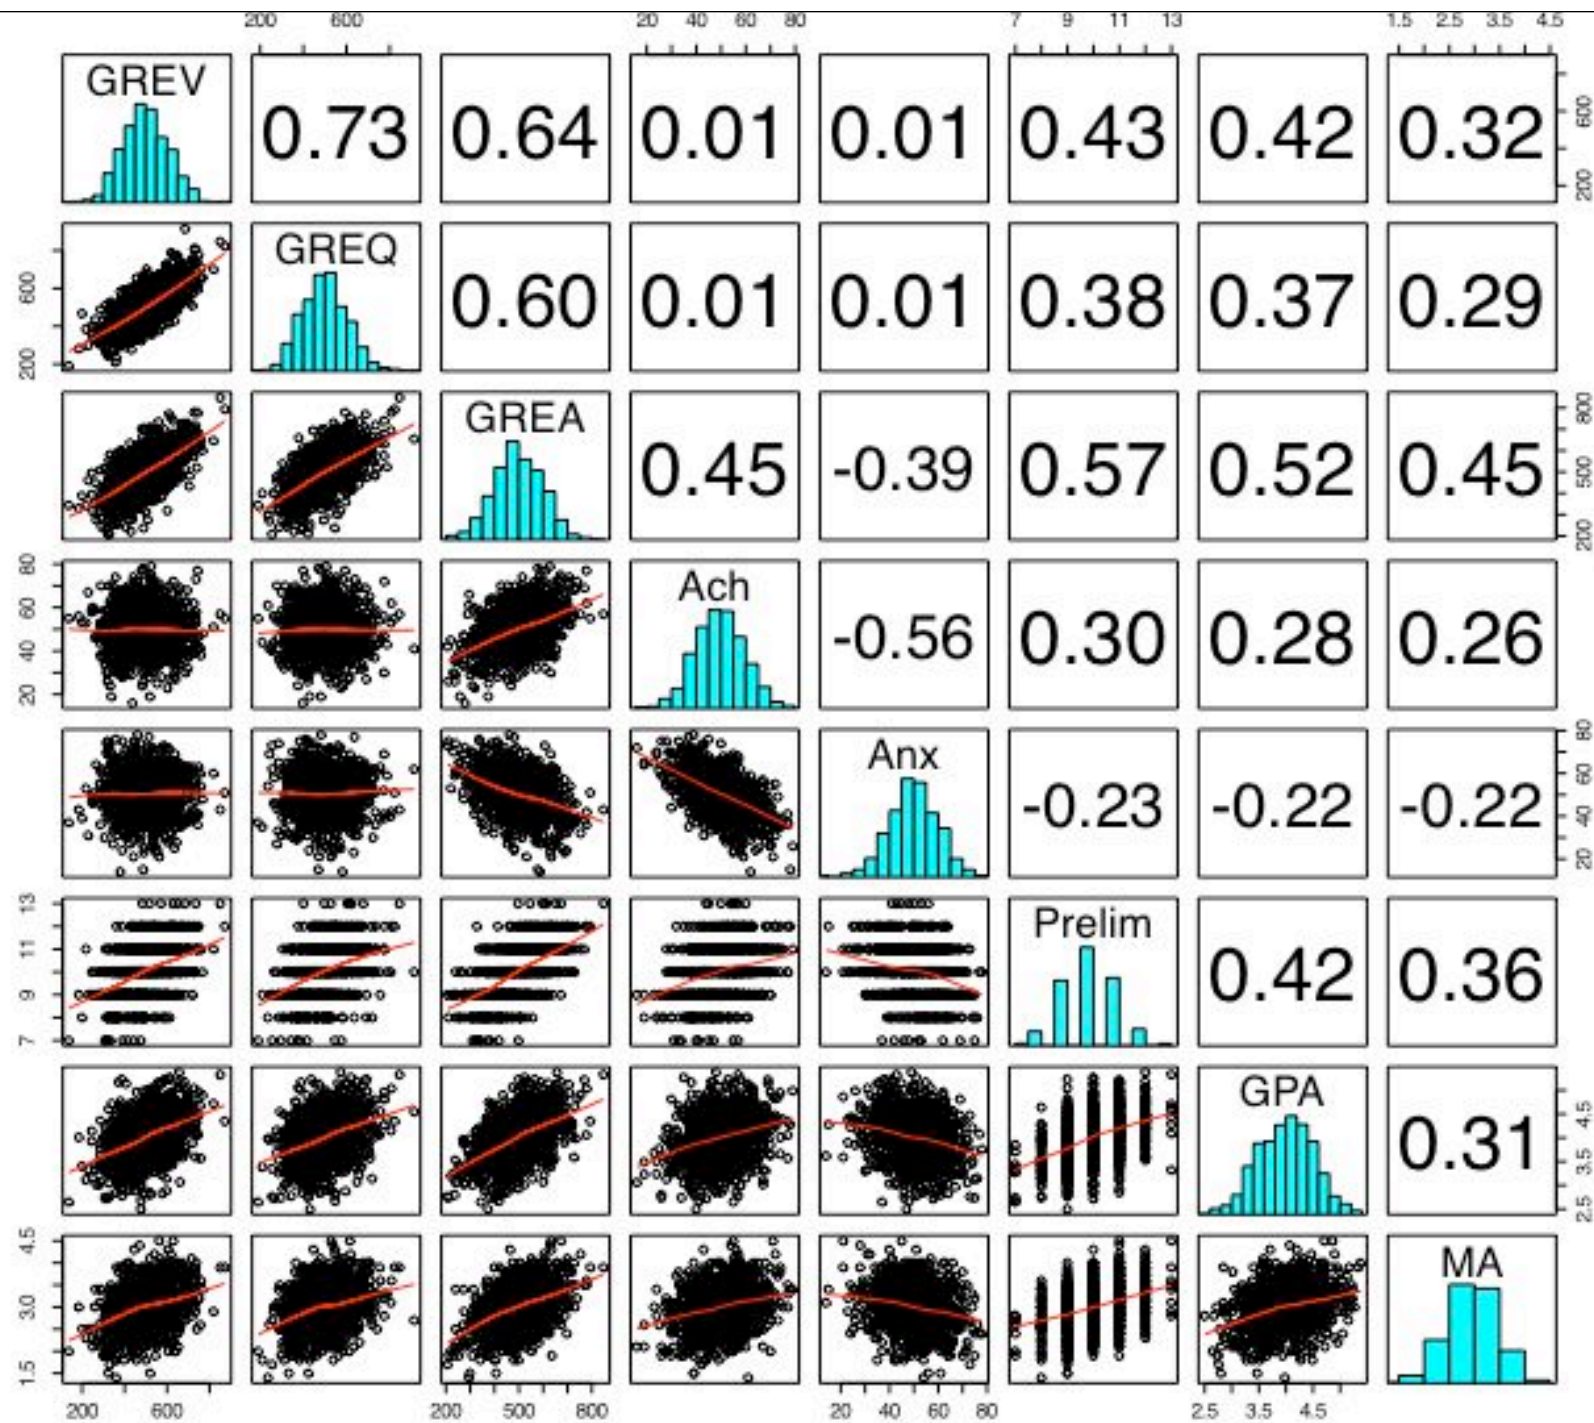 200 600 20 40 60 80 7 9 11 13 1.5 2.5 3.5 4.5
GREV 0.73 0.64 0.01 0.01 0.43 0.42 0.32 200 600
200 600 GREQ 0.60 0.01 0.01 0.38 0.37 0.29
GREA 0.45 -0.39 0.57 0.52 0.45 200 500 800
20 40 60 80 Ach -0.56 0.30 0.28 0.26
Anx -0.23 -0.22 -0.22 20 40 60 80
7 9 11 13 Prelim 0.42 0.36
GPA 0.31 2.5 3.5 4.5
1.5 3.0 4.5 MA
200 600 200 500 800 20 40 60 80 2.5 3.5 4.5